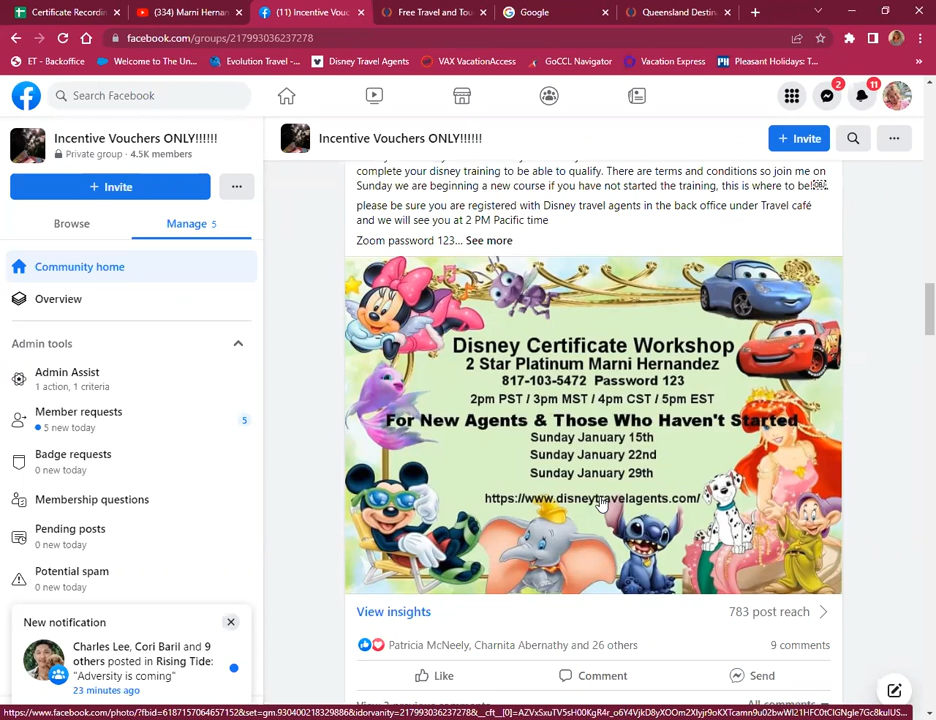 Certificate Recordin
(334) Marni Hernan
(11) Incentive Vouc
Free Travel and Tou
Google
Queensland Destin
facebook.com/groups/217993036237278
ET - Backoffice
Welcome to The Un...
Evolution Travel -...
Disney Travel Agents
VAX VacationAccess
GoCCL Navigator
Vacation Express
Pleasant Holidays: T...
Search Facebook
2
11
Incentive Vouchers ONLY!!!!!!
Private group · 4.5K members
+ Invite
Browse
Manage 5
Community home
Overview
Admin tools
Admin Assist
1 action, 1 criteria
Member requests
5 new today
5
Badge requests
0 new today
Membership questions
Pending posts
0 new today
Potential spam
0 new today
New notification
Charles Lee, Cori Baril and 9
others posted in Rising Tide:
"Adversity is coming"
23 minutes ago
Incentive Vouchers ONLY!!!!!!
+ Invite
complete your disney training to be able to qualify. There are terms and conditions so join me on
Sunday we are beginning a new course if you have not started the training, this is where to be!
please be sure you are registered with Disney travel agents in the back office under Travel café
and we will see you at 2 PM Pacific time
Zoom password 123... See more
Disney Certificate Workshop
2 Star Platinum Marni Hernandez
817-103-5472 Password 123
2pm PST / 3pm MST / 4pm CST / 5pm EST
For New Agents & Those Who Haven't Started
Sunday January 15th
Sunday January 22nd
Sunday January 29th
https://www.disneytravelagents.com/
View insights
783 post reach
Patricia McNeely, Charnita Abernathy and 26 others
9 comments
Like
Comment
Send